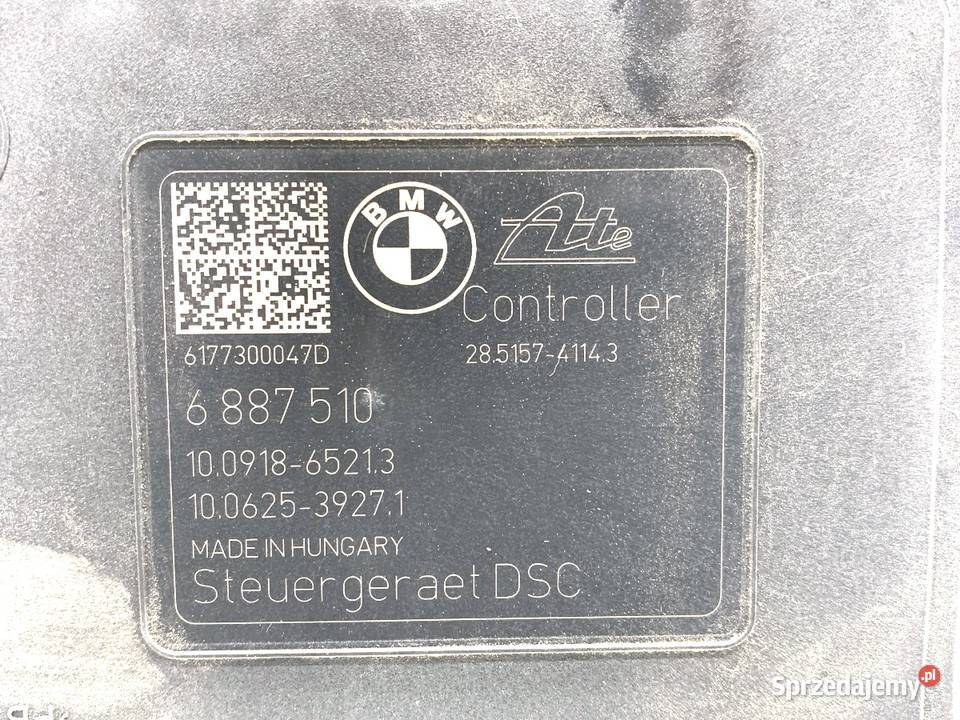 BMW
Ate
Controller
6177300047D
28.5157-4114.3
6 887 510
10.0918-6521.3
10.0625-3927.1
MADE IN HUNGARY
Steuergeraet DSC
Sprzedajemy.pl